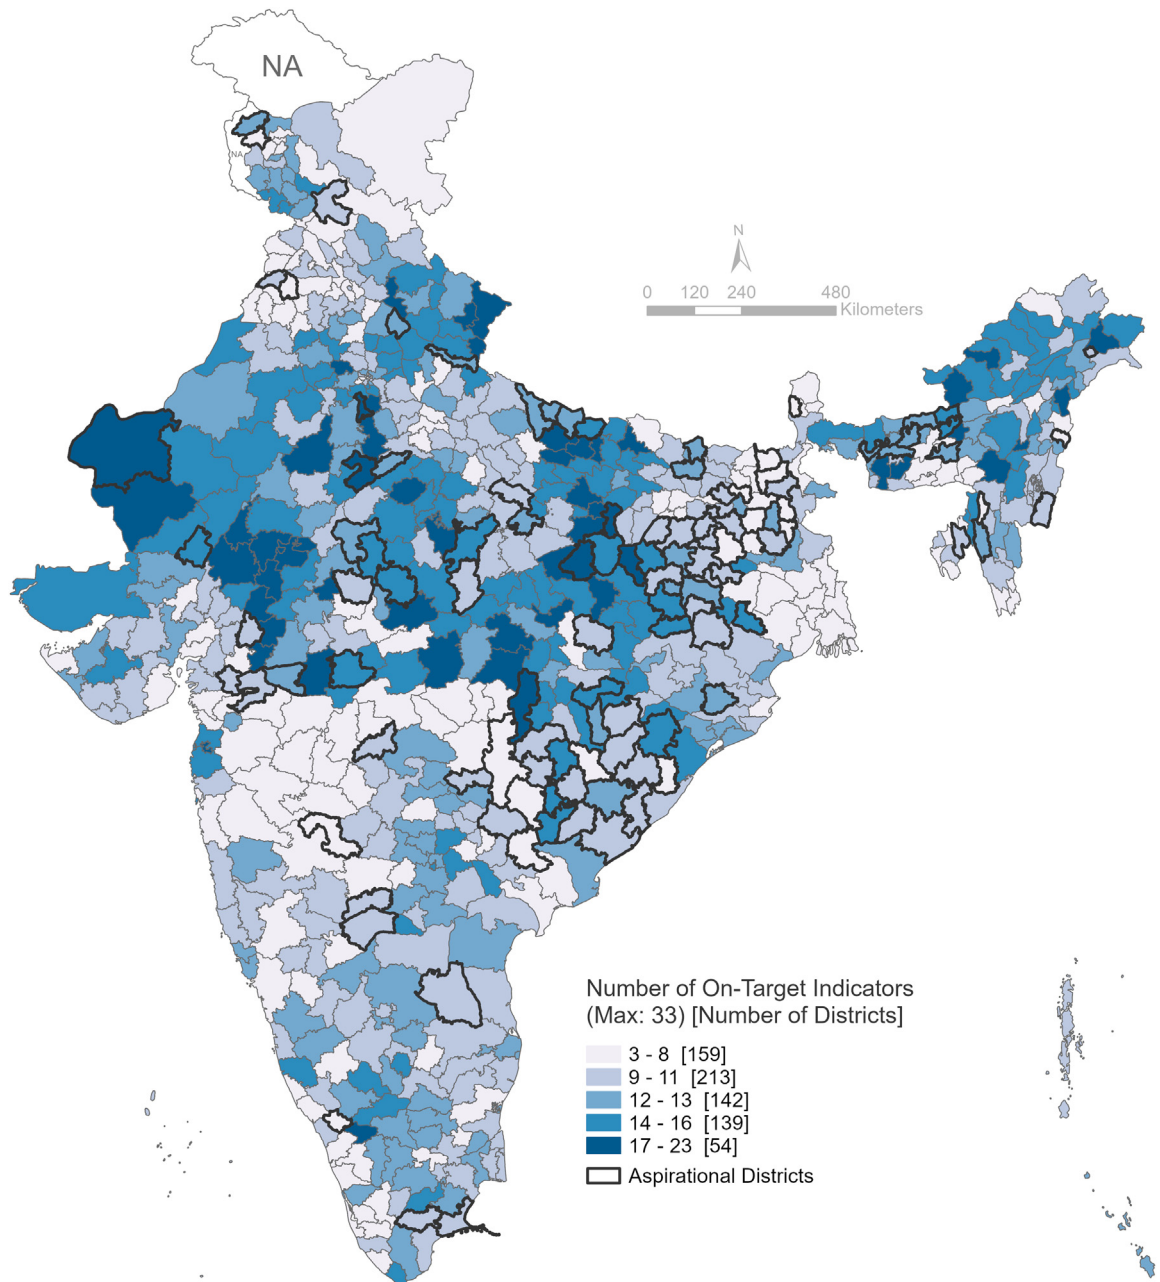 NA
NA
N
0 120 240 480
Kilometers
Number of On-Target Indicators
(Max: 33) [Number of Districts]
3 - 8 [159]
9 - 11 [213]
12 - 13 [142]
14 - 16 [139]
17 - 23 [54]
Aspirational Districts